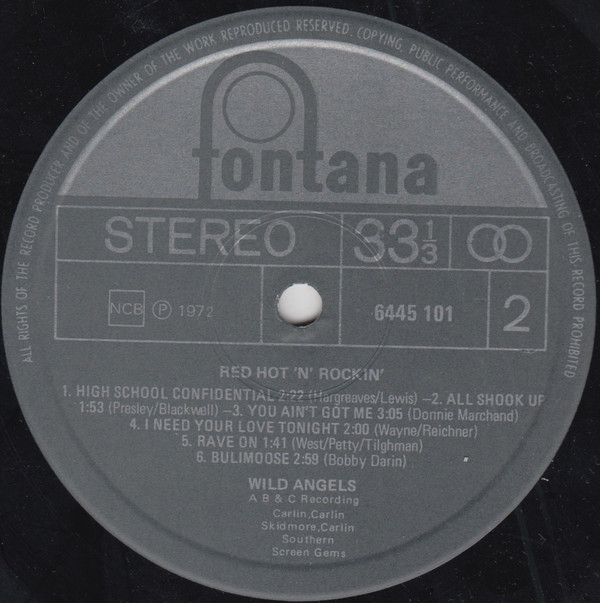 ALL RIGHTS OF THE RECORD PRODUCER AND OF THE OWNER OF THE WORK REPRODUCED RESERVED. COPYING, PUBLIC PERFORMANCE AND BROADCASTING OF THIS RECORD PROHIBITED
fontana
STEREO 33 1/3
NCB ℗ 1972 6445 101 2
RED HOT 'N' ROCKIN'
1. HIGH SCHOOL CONFIDENTIAL 2:22 (Hargreaves/Lewis) –2. ALL SHOOK UP
1:53 (Presley/Blackwell) –3. YOU AIN'T GOT ME 3:05 (Donnie Marchand)
4. I NEED YOUR LOVE TONIGHT 2:00 (Wayne/Reichner)
5. RAVE ON 1:41 (West/Petty/Tilghman)
6. BULIMOOSE 2:59 (Bobby Darin)
WILD ANGELS
A B & C Recording
Carlin,Carlin
Skidmore,Carlin
Southern
Screen Gems